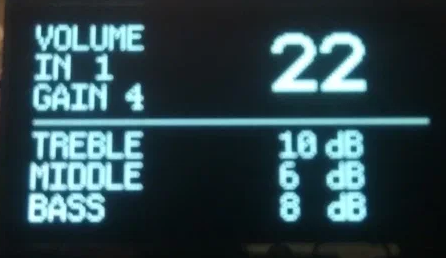 VOLUME 22
IN 1
GAIN 4
TREBLE 10 dB
MIDDLE 6 dB
BASS 8 dB